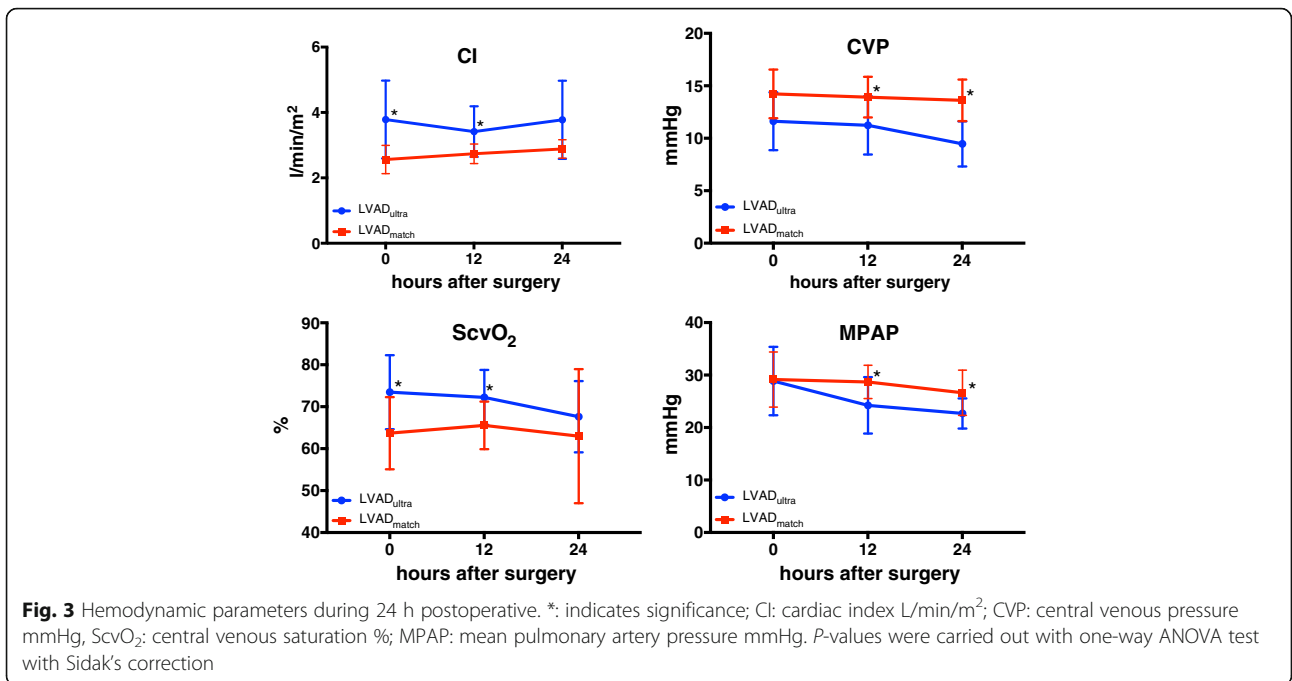 CI
6
4
2
0
l/min/m²
*
*
LVADultra
LVADmatch
0
12
24
hours after surgery
CVP
20
15
10
5
0
mmHg
*
*
LVADultra
LVADmatch
0
12
24
hours after surgery
ScvO₂
90
80
70
60
50
40
%
*
*
LVADultra
LVADmatch
0
12
24
hours after surgery
MPAP
40
30
20
10
0
mmHg
*
*
LVADultra
LVADmatch
0
12
24
hours after surgery
Fig. 3 Hemodynamic parameters during 24 h postoperative. *: indicates significance; CI: cardiac index L/min/m²; CVP: central venous pressure
mmHg, ScvO₂: central venous saturation %; MPAP: mean pulmonary artery pressure mmHg. P-values were carried out with one-way ANOVA test
with Sidak's correction